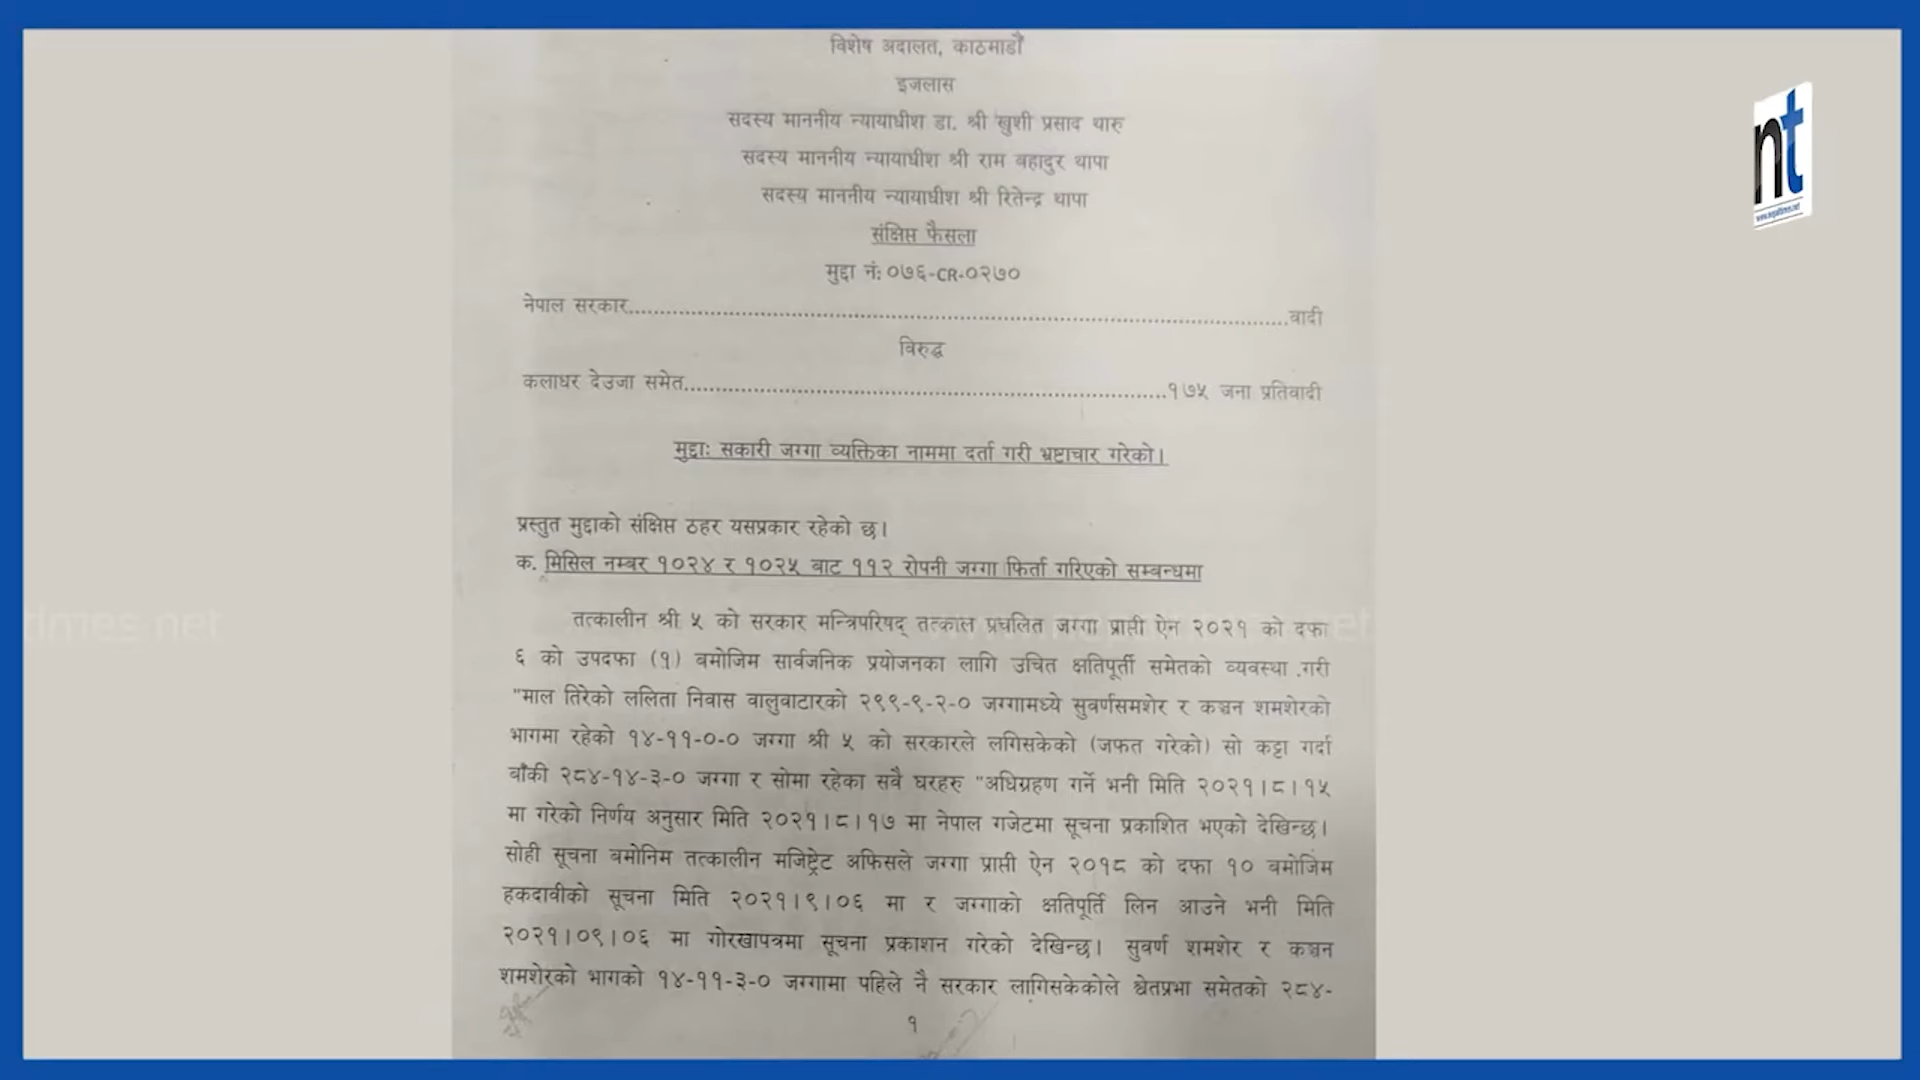 विशेष अदालत, काठमाडौँ
इजलास
सदस्य माननीय न्यायाधीश डा. श्री खुशी प्रसाद थारु
सदस्य माननीय न्यायाधीश श्री राम बहादुर थापा
सदस्य माननीय न्यायाधीश श्री रितेन्द्र थापा
संक्षिप्त फैसला
मुद्दा नं: ०७६-CR-०२७०
नेपाल सरकार................................................................वादी
विरुद्ध
कलाधर देउजा समेत................................................................१७५ जना प्रतिवादी
मुद्दाः सकारी जग्गा व्यक्तिका नाममा दर्ता गरी भ्रष्टाचार गरेको।
प्रस्तुत मुद्दाको संक्षिप्त ठहर यसप्रकार रहेको छ।
क. मिसिल नम्बर १०२४ र १०२५ बाट ११२ रोपनी जग्गा फिर्ता गरिएको सम्बन्धमा
तत्कालीन श्री ५ को सरकार मन्त्रिपरिषद् तत्काल प्रचलित जग्गा प्राप्ती ऐन २०२१ को दफा
६ को उपदफा (१) बमोजिम सार्वजनिक प्रयोजनका लागि उचित क्षतिपूर्ती समेतको व्यवस्था .गरी
"माल तिरेको ललिता निवास वालुवाटारको २९९-९-२-० जग्गामध्ये सुवर्णसमशेर र कञ्चन शमशेरको
भागमा रहेको १४-११-०-० जग्गा श्री ५ को सरकारले लगिसकेको (जफत गरेको) सो कट्टा गर्दा
बाँकी २८४-१४-३-० जग्गा र सोमा रहेका सवै घरहरु "अधिग्रहण गर्ने भनी मिति २०२१।८।१५
मा गरेको निर्णय अनुसार मिति २०२१।८।१७ मा नेपाल गजेटमा सूचना प्रकाशित भएको देखिन्छ।
सोही सूचना बमोनिम तत्कालीन मजिष्ट्रेट अफिसले जग्गा प्राप्ती ऐन २०१८ को दफा १० बमोजिम
हकदावीको सूचना मिति २०२१।९।०६ मा र जग्गाको क्षतिपूर्ति लिन आउने भनी मिति
२०२१।०९।०६ मा गोरखापत्रमा सूचना प्रकाशन गरेको देखिन्छ। सुवर्ण शमशेर र कञ्चन
शमशेरको भागको १४-११-३-० जग्गामा पहिले नै सरकार लागिसकेकोले श्वेतप्रभा समेतको २८४-
१
nt
times.net